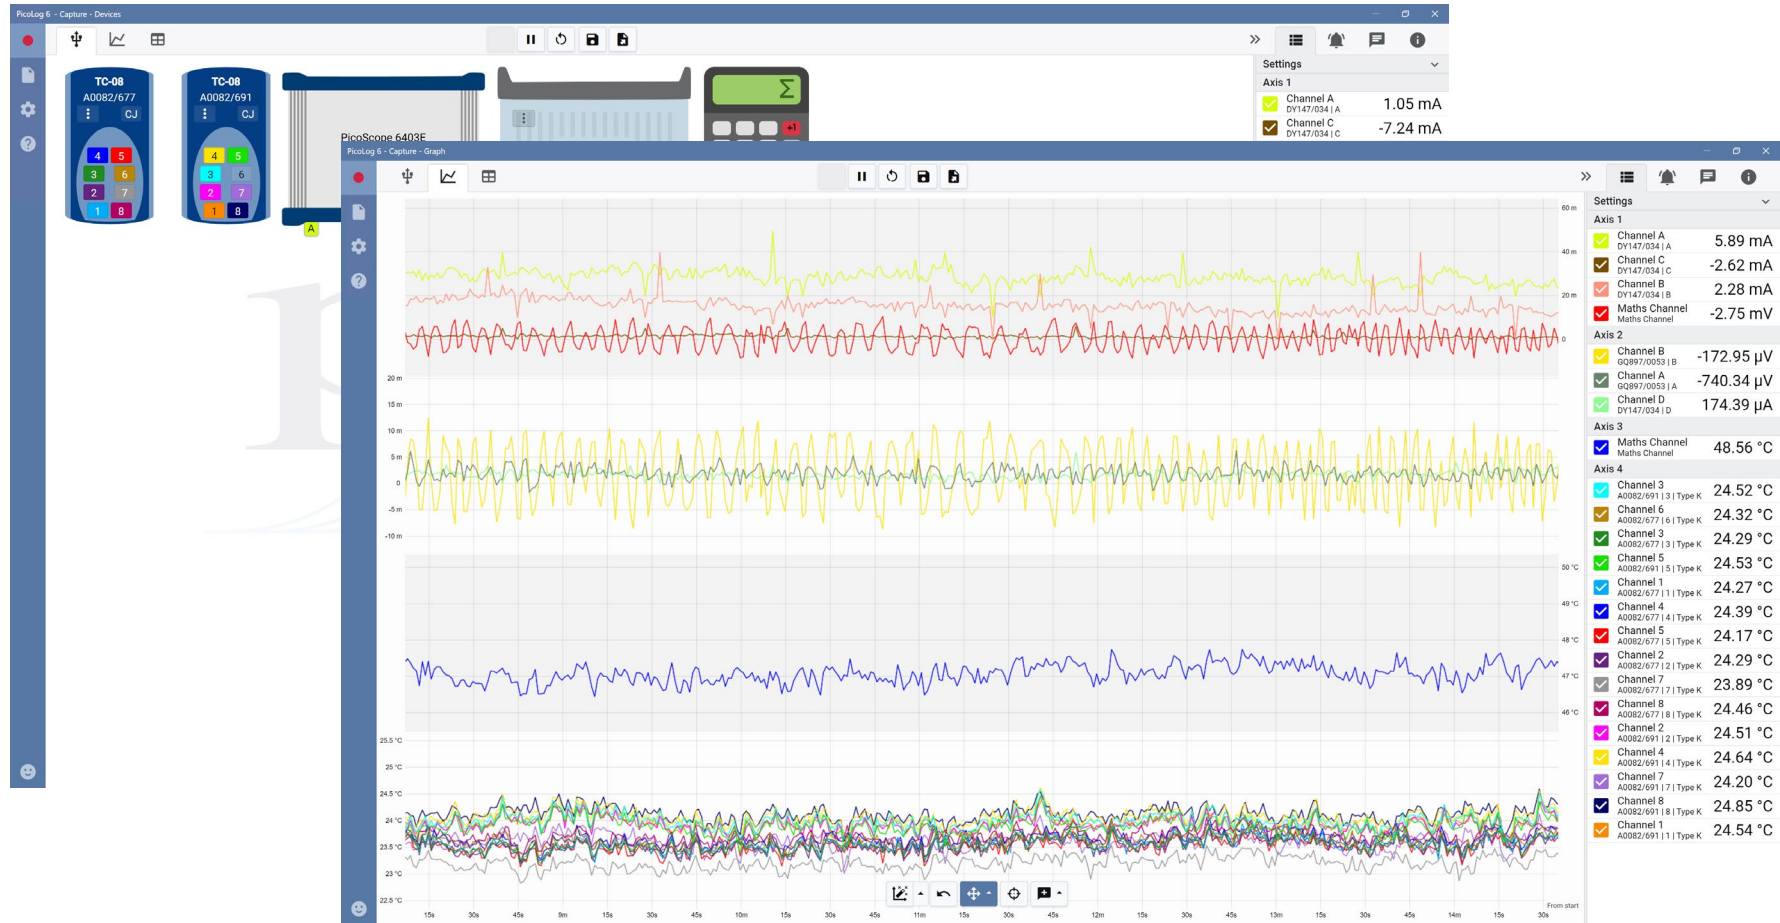 PicoLog 6 - Capture - Devices
Settings
Axis 1
Channel A
DY147/034 | A
1.05 mA
Channel C
DY147/034 | C
-7.24 mA
TC-08
A0082/677
CJ
4 5
3 6
2 7
1 8
TC-08
A0082/691
CJ
4 5
3 6
2 7
1 8
PicoScope 6403E
A
Σ
+1
PicoLog 6 - Capture - Graph
60 m
40 m
20 m
0
20 m
15 m
10 m
5 m
0
-5 m
-10 m
50 °C
49 °C
48 °C
47 °C
46 °C
25.5 °C
25 °C
24.5 °C
24 °C
23.5 °C
23 °C
22.5 °C
15s 30s 45s 9m 15s 30s 45s 10m 15s 30s 45s 11m 15s 30s 45s 12m 15s 30s 45s 13m 15s 30s 45s 14m 15s 30s
From start
Settings
Axis 1
Channel A
DY147/034 | A
5.89 mA
Channel C
DY147/034 | C
-2.62 mA
Channel B
DY147/034 | B
2.28 mA
Maths Channel
Maths Channel
-2.75 mV
Axis 2
Channel B
GQ897/0053 | B
-172.95 µV
Channel A
GQ897/0053 | A
-740.34 µV
Channel D
DY147/034 | D
174.39 µA
Axis 3
Maths Channel
Maths Channel
48.56 °C
Axis 4
Channel 3
A0082/691 | 3 | Type K
24.52 °C
Channel 6
A0082/677 | 6 | Type K
24.32 °C
Channel 3
A0082/677 | 3 | Type K
24.29 °C
Channel 5
A0082/691 | 5 | Type K
24.53 °C
Channel 1
A0082/677 | 1 | Type K
24.27 °C
Channel 4
A0082/677 | 4 | Type K
24.39 °C
Channel 5
A0082/677 | 5 | Type K
24.17 °C
Channel 2
A0082/677 | 2 | Type K
24.29 °C
Channel 7
A0082/677 | 7 | Type K
23.89 °C
Channel 8
A0082/677 | 8 | Type K
24.46 °C
Channel 2
A0082/691 | 2 | Type K
24.51 °C
Channel 4
A0082/691 | 4 | Type K
24.64 °C
Channel 7
A0082/691 | 7 | Type K
24.20 °C
Channel 8
A0082/691 | 8 | Type K
24.85 °C
Channel 1
A0082/691 | 1 | Type K
24.54 °C